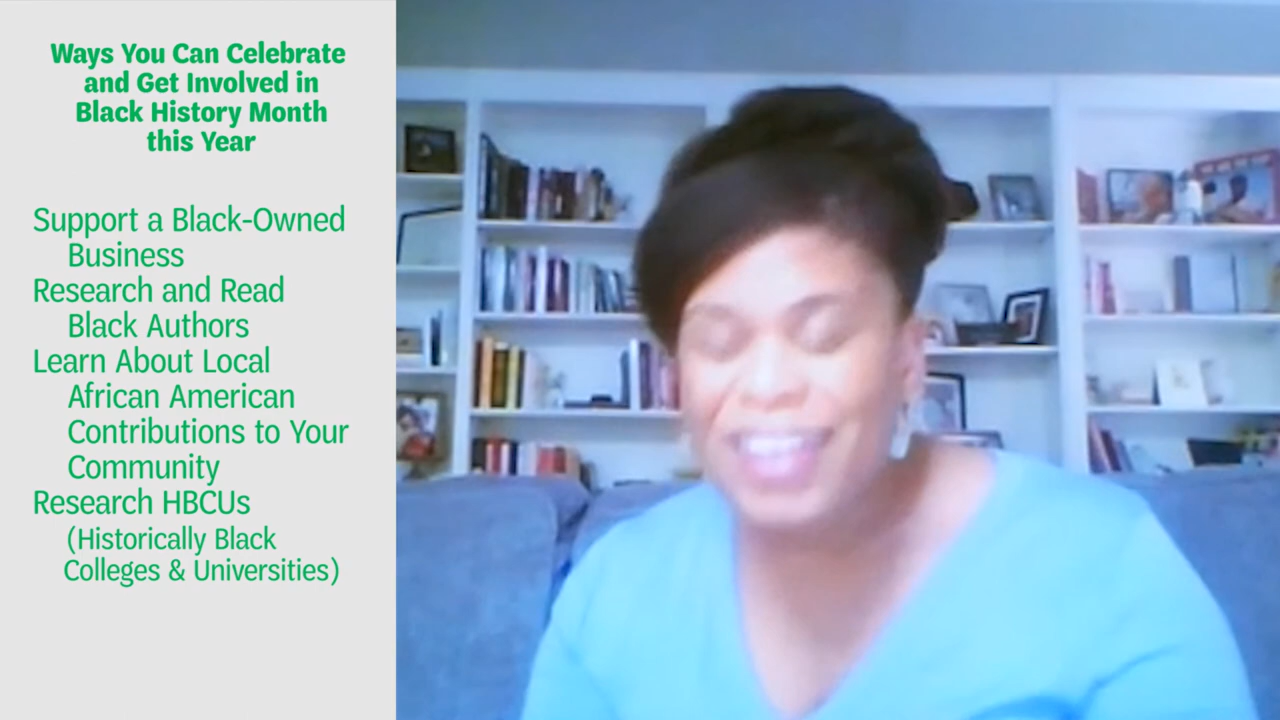 Ways You Can Celebrate
and Get Involved in
Black History Month
this Year
Support a Black-Owned
Business
Research and Read
Black Authors
Learn About Local
African American
Contributions to Your
Community
Research HBCUs
(Historically Black
Colleges & Universities)